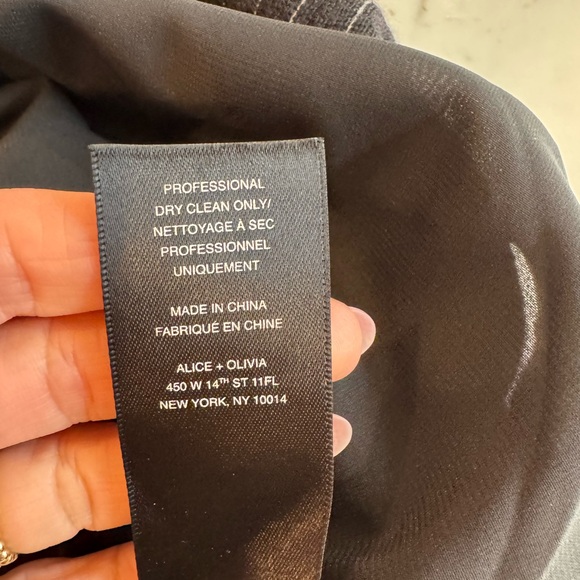 PROFESSIONAL
DRY CLEAN ONLY/
NETTOYAGE À SEC
PROFESSIONNEL
UNIQUEMENT
MADE IN CHINA
FABRIQUÉ EN CHINE
ALICE + OLIVIA
450 W 14TH ST 11FL
NEW YORK, NY 10014